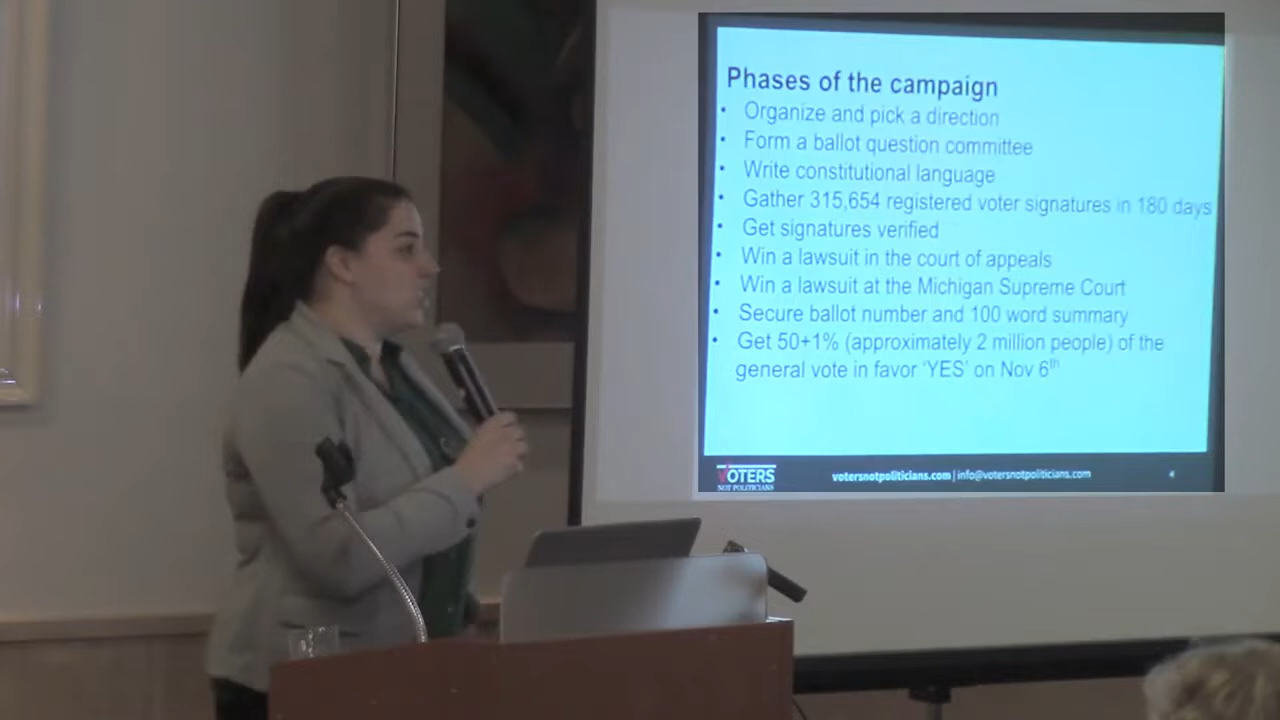 Phases of the campaign
• Organize and pick a direction
• Form a ballot question committee
• Write constitutional language
• Gather 315,654 registered voter signatures in 180 days
• Get signatures verified
• Win a lawsuit in the court of appeals
• Win a lawsuit at the Michigan Supreme Court
• Secure ballot number and 100 word summary
• Get 50+1% (approximately 2 million people) of the
general vote in favor 'YES' on Nov 6th
VOTERS
NOT POLITICIANS
votersnotpoliticians.com | info@votersnotpoliticians.com